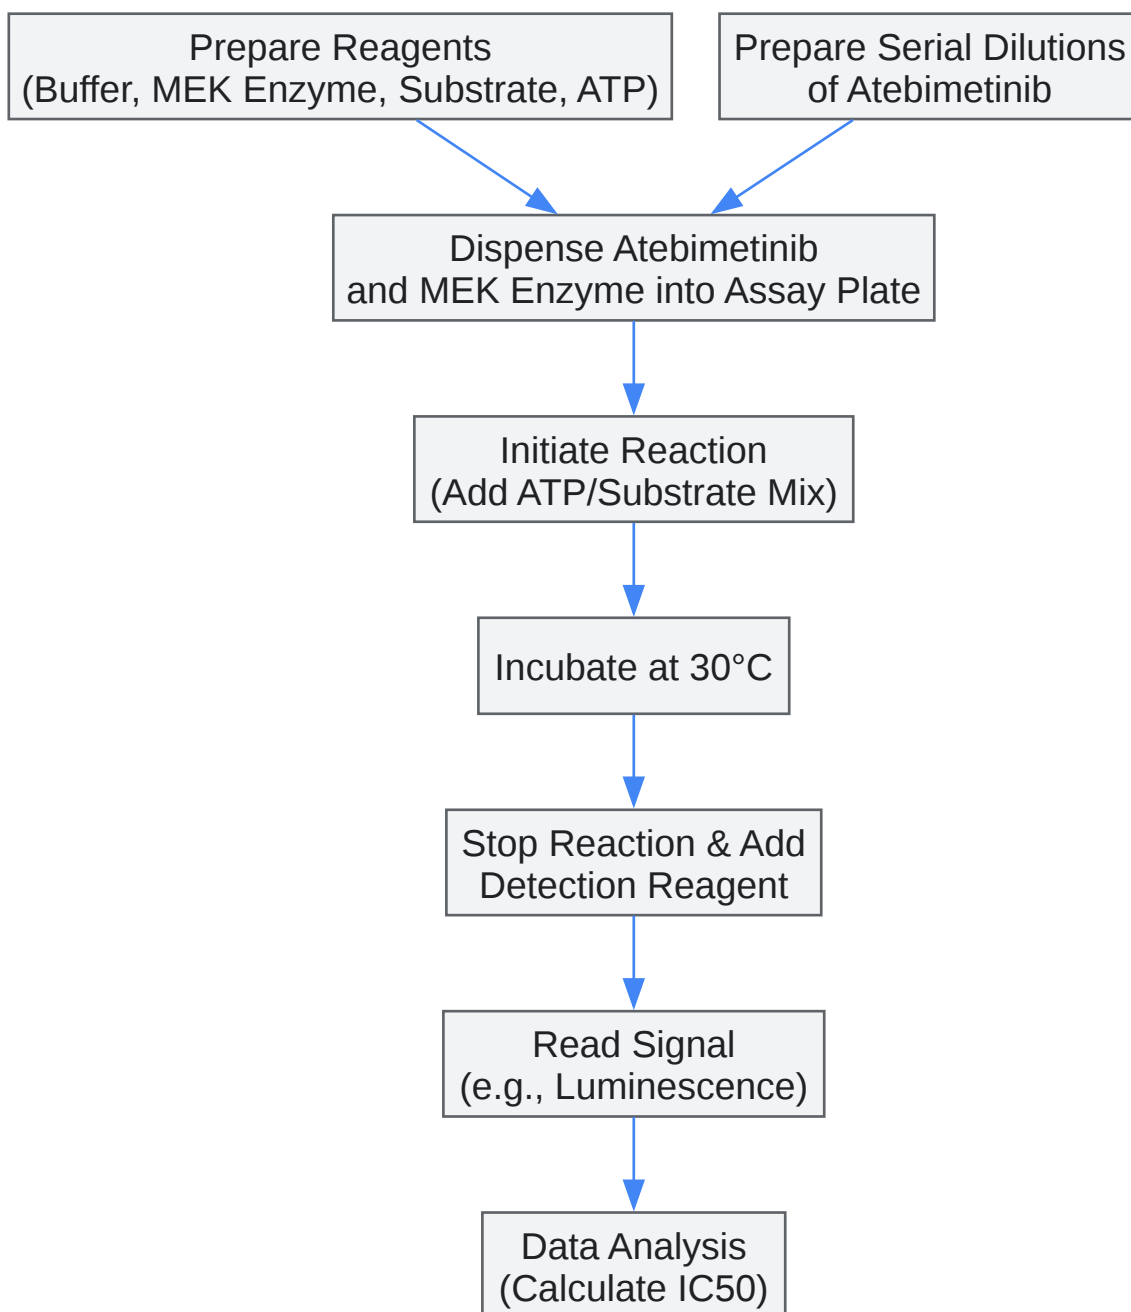 Prepare Reagents
(Buffer, MEK Enzyme, Substrate, ATP)
Prepare Serial Dilutions
of Atebimetinib
Dispense Atebimetinib
and MEK Enzyme into Assay Plate
Initiate Reaction
(Add ATP/Substrate Mix)
Incubate at 30°C
Stop Reaction & Add
Detection Reagent
Read Signal
(e.g., Luminescence)
Data Analysis
(Calculate IC50)